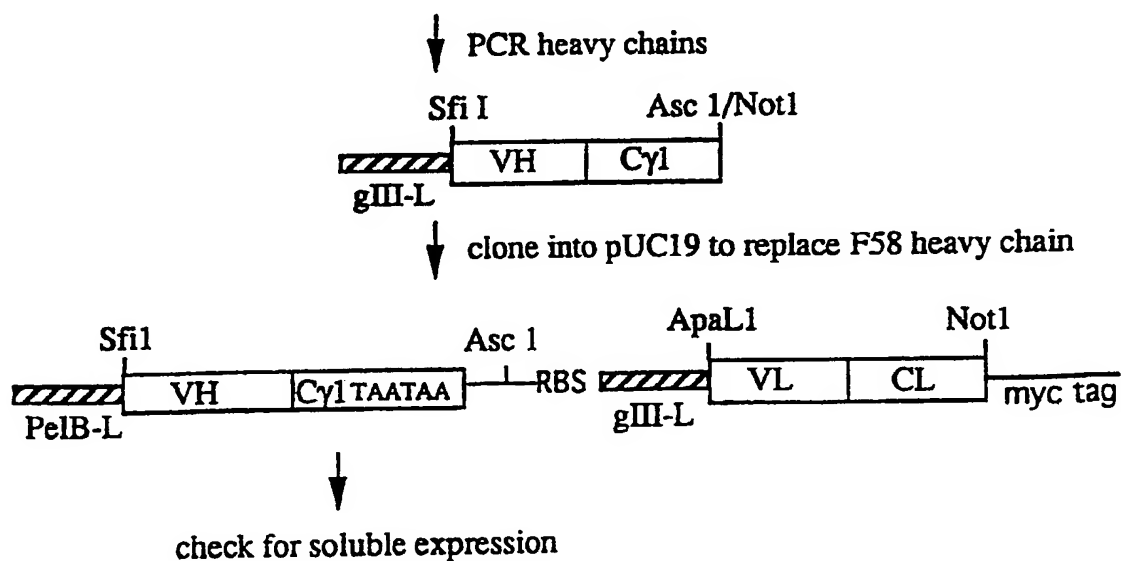 PCR heavy chains
Sfi I Asc 1/Not1
VH Cγ1
gIII-L
clone into pUC19 to replace F58 heavy chain
Sfi1 Asc 1 ApaL1 Not1
VH Cγ1 TAATAA RBS VL CL myc tag
PelB-L gIII-L
check for soluble expression